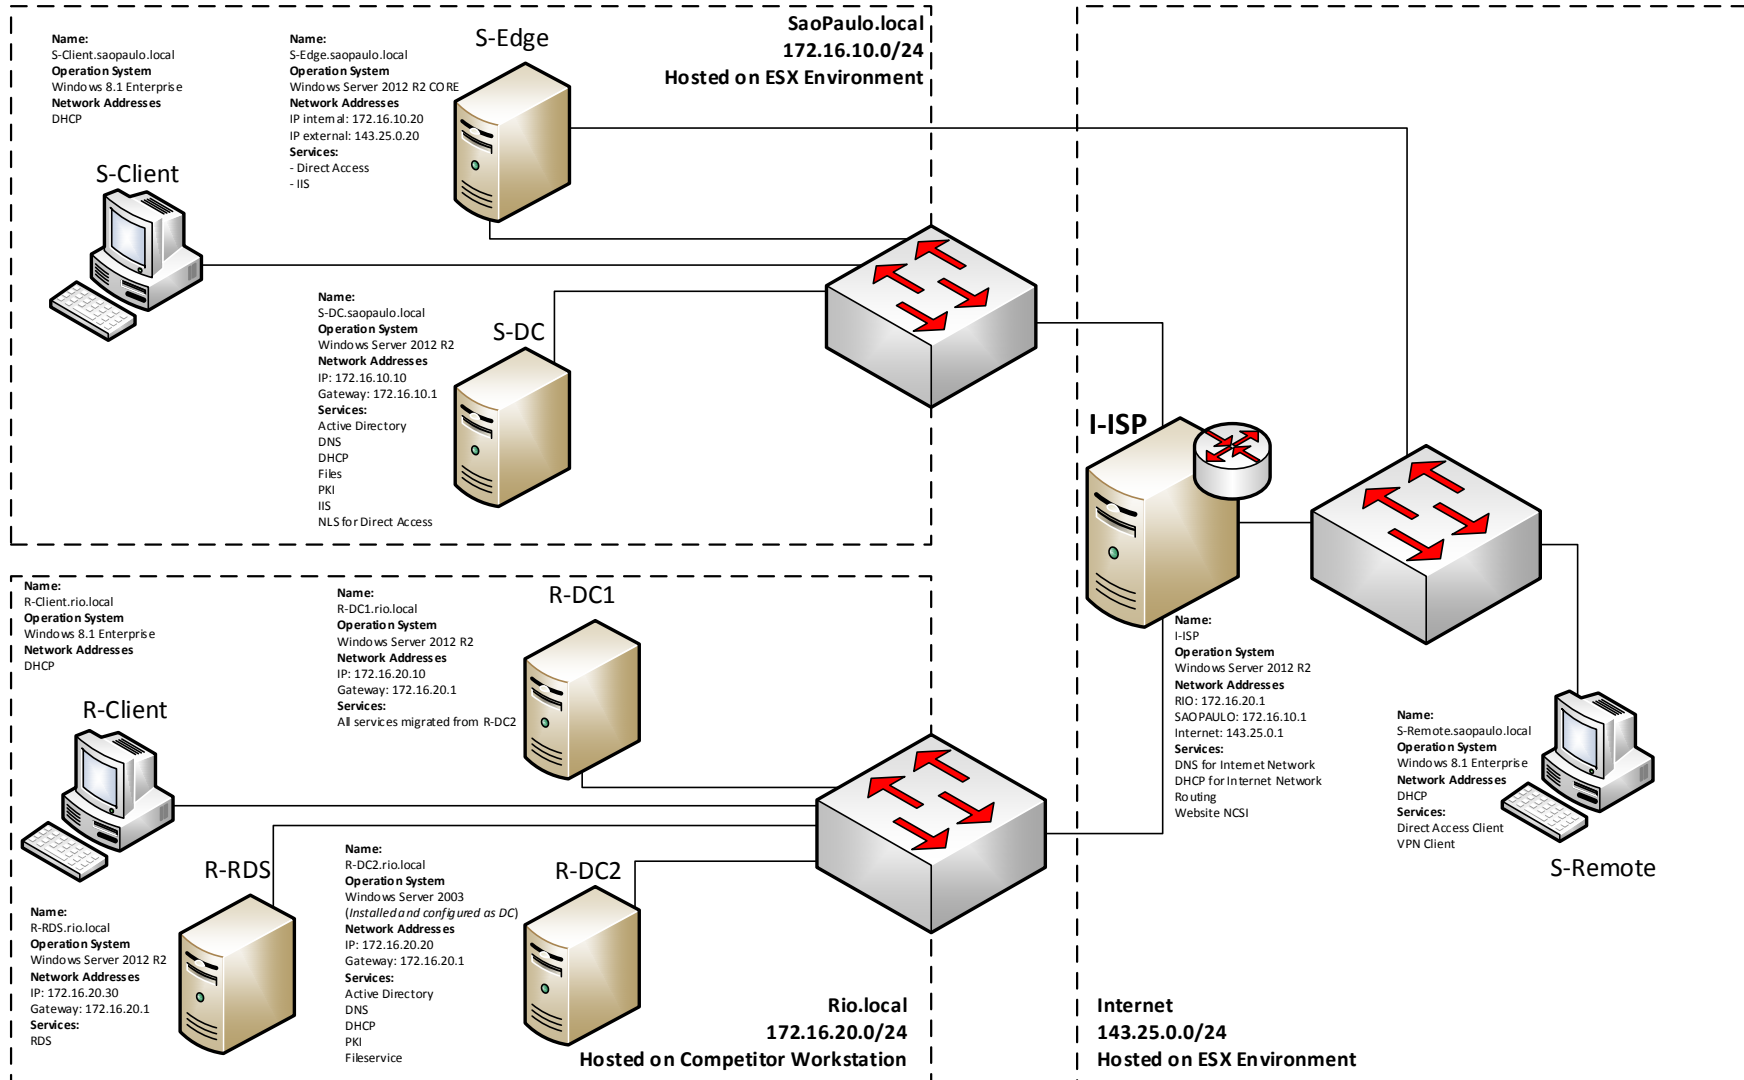 SaoPaulo.local
172.16.10.0/24
Hosted on ESX Environment
Name:
S-Client.saopaulo.local
Operation System
Windows 8.1 Enterprise
Network Addresses
DHCP
S-Client
Name:
S-Edge.saopaulo.local
Operation System
Windows Server 2012 R2 CORE
Network Addresses
IP internal: 172.16.10.20
IP external: 143.25.0.20
Services:
- Direct Access
- IIS
S-Edge
Name:
S-DC.saopaulo.local
Operation System
Windows Server 2012 R2
Network Addresses
IP: 172.16.10.10
Gateway: 172.16.10.1
Services:
Active Directory
DNS
DHCP
Files
PKI
IIS
NLS for Direct Access
S-DC
I-ISP
Name:
I-ISP
Operation System
Windows Server 2012 R2
Network Addresses
RIO: 172.16.20.1
SAOPAULO: 172.16.10.1
Internet: 143.25.0.1
Services:
DNS for Internet Network
DHCP for Internet Network
Routing
Website NCSI
Name:
S-Remote.saopaulo.local
Operation System
Windows 8.1 Enterprise
Network Addresses
DHCP
Services:
Direct Access Client
VPN Client
S-Remote
Name:
R-Client.rio.local
Operation System
Windows 8.1 Enterprise
Network Addresses
DHCP
R-Client
Name:
R-DC1.rio.local
Operation System
Windows Server 2012 R2
Network Addresses
IP: 172.16.20.10
Gateway: 172.16.20.1
Services:
All services migrated from R-DC2
R-DC1
R-RDS
Name:
R-RDS.rio.local
Operation System
Windows Server 2012 R2
Network Addresses
IP: 172.16.20.30
Gateway: 172.16.20.1
Services:
RDS
Name:
R-DC2.rio.local
Operation System
Windows Server 2003
(Installed and configured as DC)
Network Addresses
IP: 172.16.20.20
Gateway: 172.16.20.1
Services:
Active Directory
DNS
DHCP
PKI
Fileservice
R-DC2
Rio.local
172.16.20.0/24
Hosted on Competitor Workstation
Internet
143.25.0.0/24
Hosted on ESX Environment